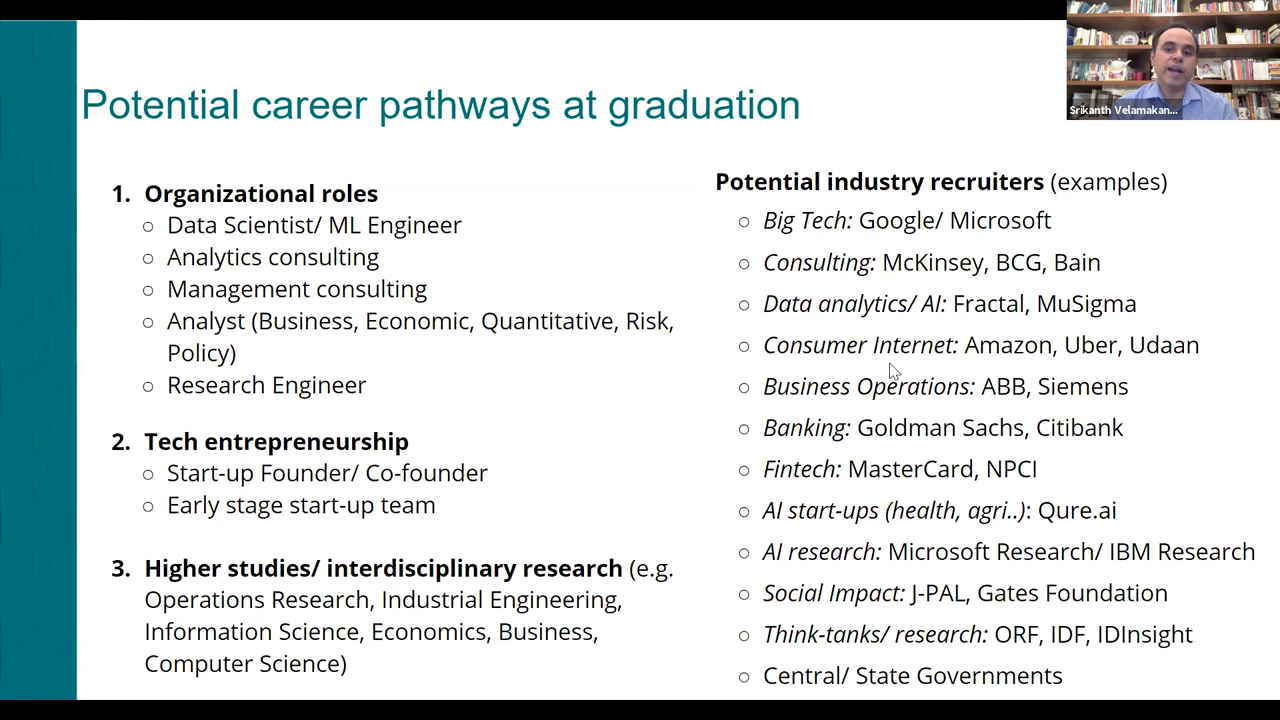 Srikanth Velamakan...
Potential career pathways at graduation
1. Organizational roles
○ Data Scientist/ ML Engineer
○ Analytics consulting
○ Management consulting
○ Analyst (Business, Economic, Quantitative, Risk,
Policy)
○ Research Engineer
2. Tech entrepreneurship
○ Start-up Founder/ Co-founder
○ Early stage start-up team
3. Higher studies/ interdisciplinary research (e.g.
Operations Research, Industrial Engineering,
Information Science, Economics, Business,
Computer Science)
Potential industry recruiters (examples)
○ Big Tech: Google/ Microsoft
○ Consulting: McKinsey, BCG, Bain
○ Data analytics/ AI: Fractal, MuSigma
○ Consumer Internet: Amazon, Uber, Udaan
○ Business Operations: ABB, Siemens
○ Banking: Goldman Sachs, Citibank
○ Fintech: MasterCard, NPCI
○ AI start-ups (health, agri..): Qure.ai
○ AI research: Microsoft Research/ IBM Research
○ Social Impact: J-PAL, Gates Foundation
○ Think-tanks/ research: ORF, IDF, IDInsight
○ Central/ State Governments